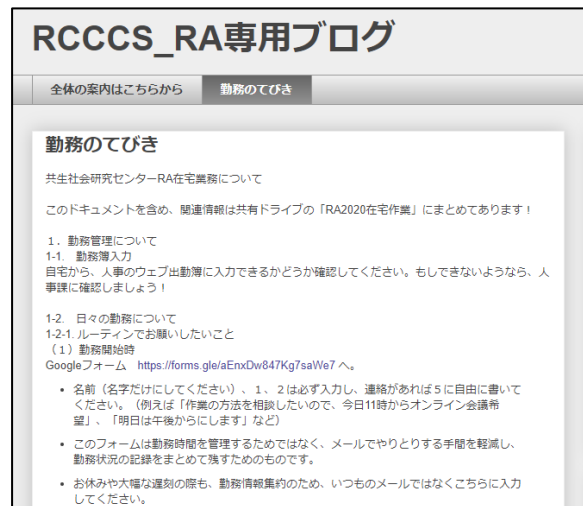 RCCCS_RA専用ブログ
全体の案内はこちらから 勤務のてびき
勤務のてびき
共生社会研究センターRA在宅業務について
このドキュメントを含め、関連情報は共有ドライブの「RA2020在宅作業」にまとめてあります！
１．勤務管理について
1-1. 勤務簿入力
自宅から、人事のウェブ出勤簿に入力できるかどうか確認してください。もしできないようなら、人
事課に確認しましょう！
1-2. 日々の勤務について
1-2-1. ルーティンでお願いしたいこと
（１）勤務開始時
Googleフォーム https://forms.gle/aEnxDw847Kg7saWe7 へ。
• 名前（名字だけにしてください）、１、２は必ず入力し、連絡があれば５に自由に書いて
ください。（例えば「作業の方法を相談したいので、今日11時からオンライン会議希
望」、「明日は午後からにします」など）
• このフォームは勤務時間を管理するためではなく、メールでやりとりする手間を軽減し、
勤務状況の記録をまとめて残すためのものです。
• お休みや大幅な遅刻の際も、勤務情報集約のため、いつものメールではなくこちらに入力
してください。